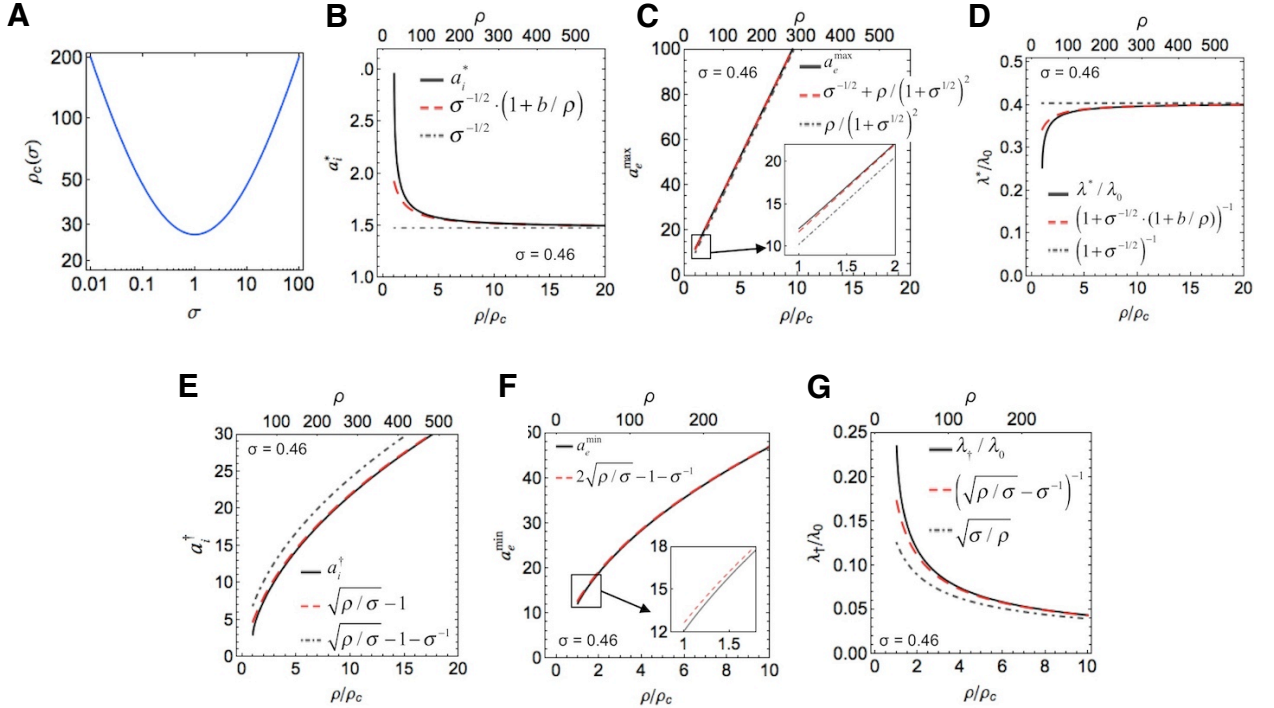 A
200
100
50
30
20
ρc(σ)
0.01 0.1 1 10 100
σ
B
ρ
0 100 200 300 400 500
.0
2.5
2.0
1.5
1.0
a_i^*
a_i^*
σ^{-1/2}·(1+b/ρ)
σ^{-1/2}
σ = 0.46
0 5 10 15 20
ρ/ρc
C
ρ
0 100 200 300 400 500
100
80
60
40
20
0
a_e^{max}
σ = 0.46
a_e^{max}
σ^{-1/2}+ρ/(1+σ^{1/2})^2
ρ/(1+σ^{1/2})^2
20
15
10
1 1.5 2
0 5 10 15 20
ρ/ρc
D
ρ
0 100 200 300 400 500
0.5
0.4
0.3
0.2
0.1
0.0
λ*/λ0
σ = 0.46
λ*/λ0
(1+σ^{-1/2}·(1+b/ρ))^{-1}
(1+σ^{-1/2})^{-1}
0 5 10 15 20
ρ/ρc
E
ρ
100 200 300 400 500
30
25
20
15
10
5
0
a_i^†
σ = 0.46
a_i^†
√ρ/σ -1
√ρ/σ -1-σ^{-1}
0 5 10 15 20
ρ/ρc
F
ρ
0 100 200
50
40
30
20
10
0
a_e^{min}
a_e^{min}
2√ρ/σ -1-σ^{-1}
18
15
12
1 1.5
σ = 0.46
0 2 4 6 8 10
ρ/ρc
G
ρ
0 100 200
0.25
0.20
0.15
0.10
0.05
0.00
λ†/λ0
λ†/λ0
(√ρ/σ -σ^{-1})^{-1}
√σ/ρ
σ = 0.46
0 2 4 6 8 10
ρ/ρc